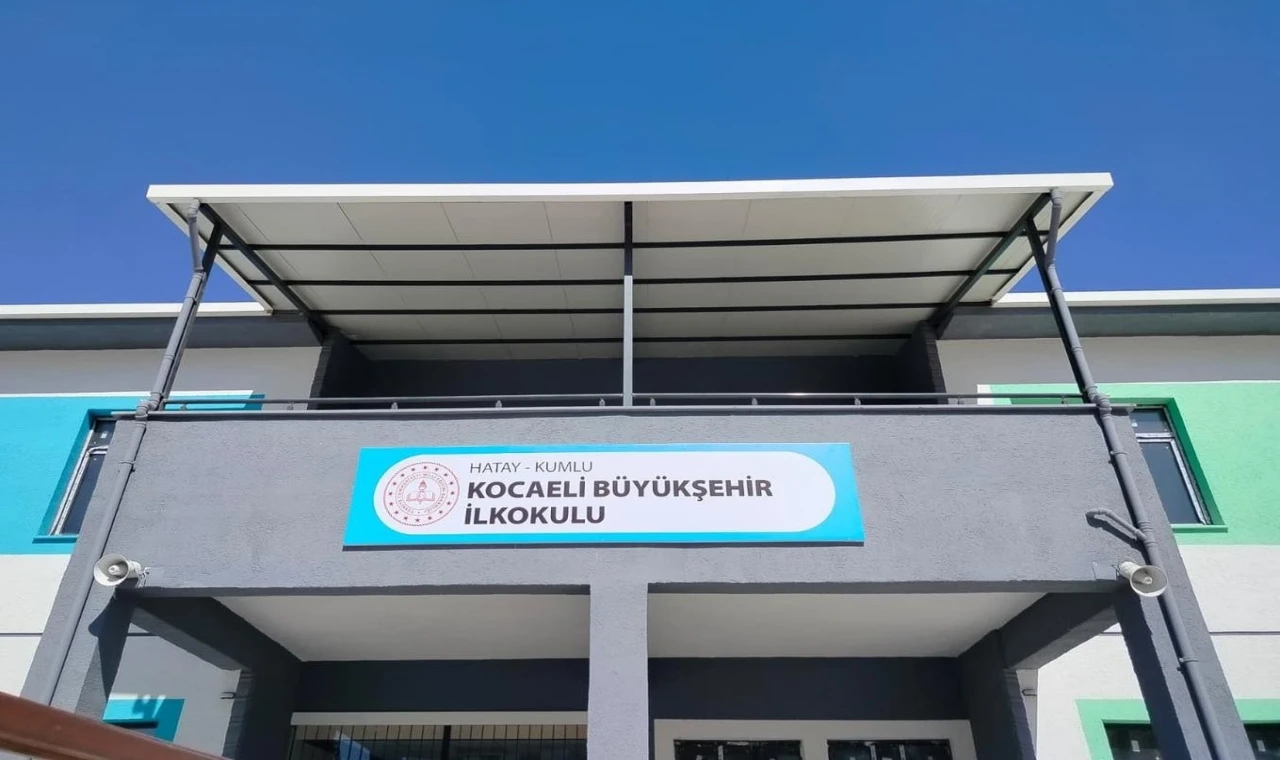 HATAY - KUMLU
KOCAELİ BÜYÜKŞEHİR
İLKOKULU